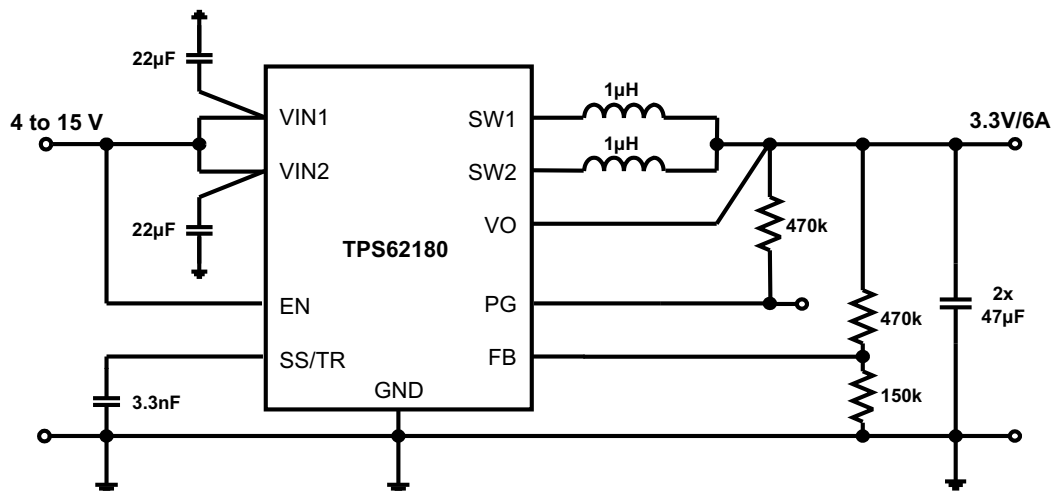 22µF
4 to 15 V
22µF
3.3nF
VIN1
VIN2
EN
SS/TR
TPS62180
GND
SW1
SW2
VO
PG
FB
1µH
1µH
470k
470k
150k
3.3V/6A
2x
47µF